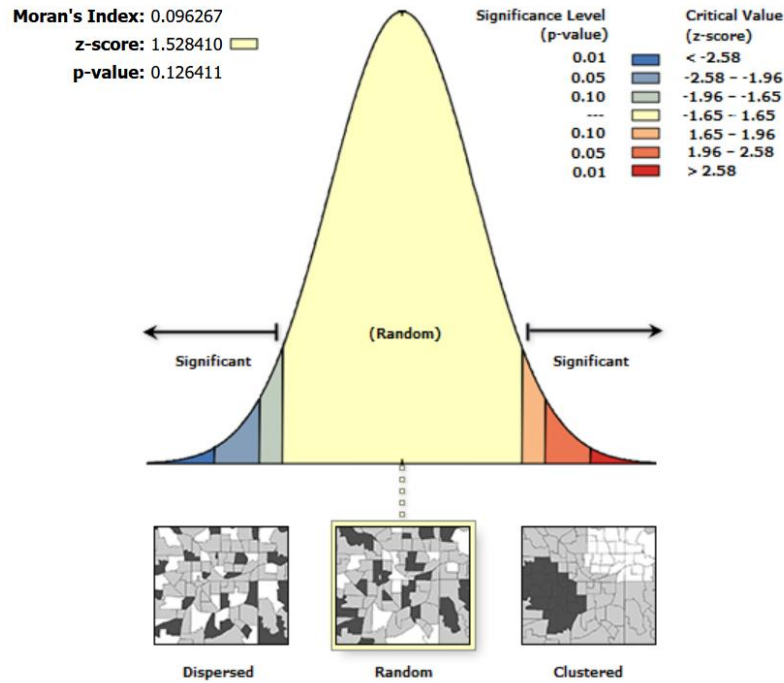 Moran's Index: 0.096267
z-score: 1.528410
p-value: 0.126411
Significance Level
(p-value)
Critical Value
(z-score)
0.01 < -2.58
0.05 -2.58 – -1.96
0.10 -1.96 – -1.65
--- -1.65 – 1.65
0.10 1.65 – 1.96
0.05 1.96 – 2.58
0.01 > 2.58
Significant
(Random)
Significant
Dispersed
Random
Clustered